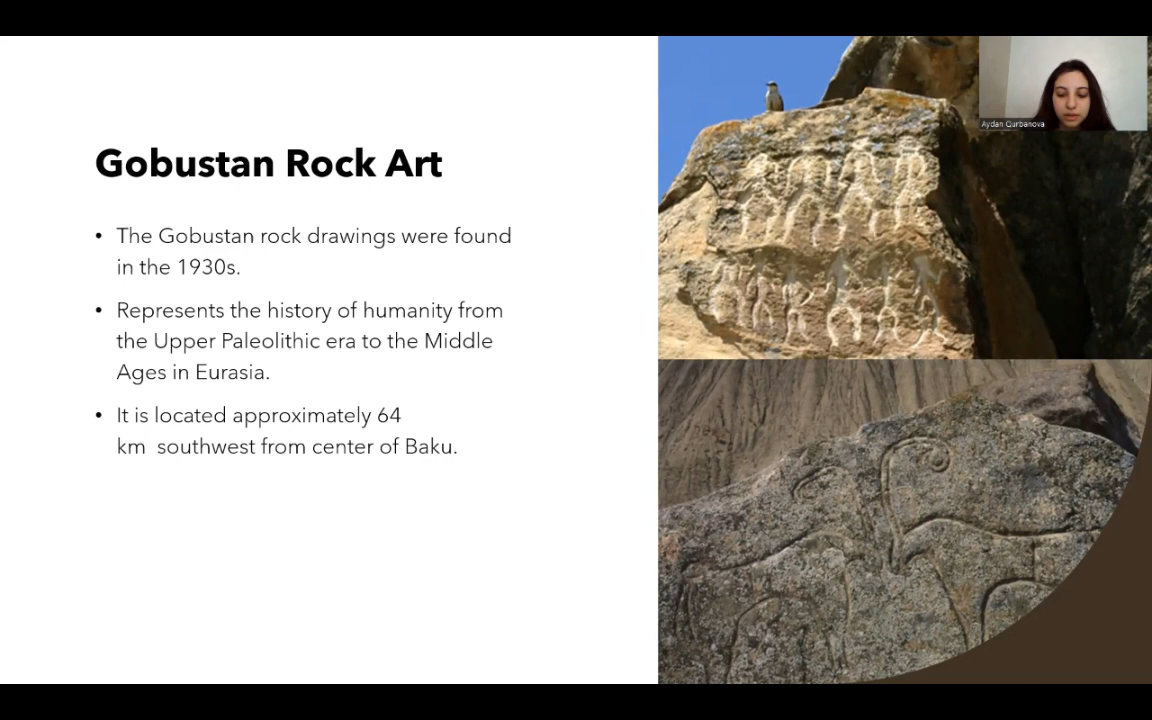 Gobustan Rock Art
• The Gobustan rock drawings were found
in the 1930s.
• Represents the history of humanity from
the Upper Paleolithic era to the Middle
Ages in Eurasia.
• It is located approximately 64
km  southwest from center of Baku.
Aydan Qurbanova